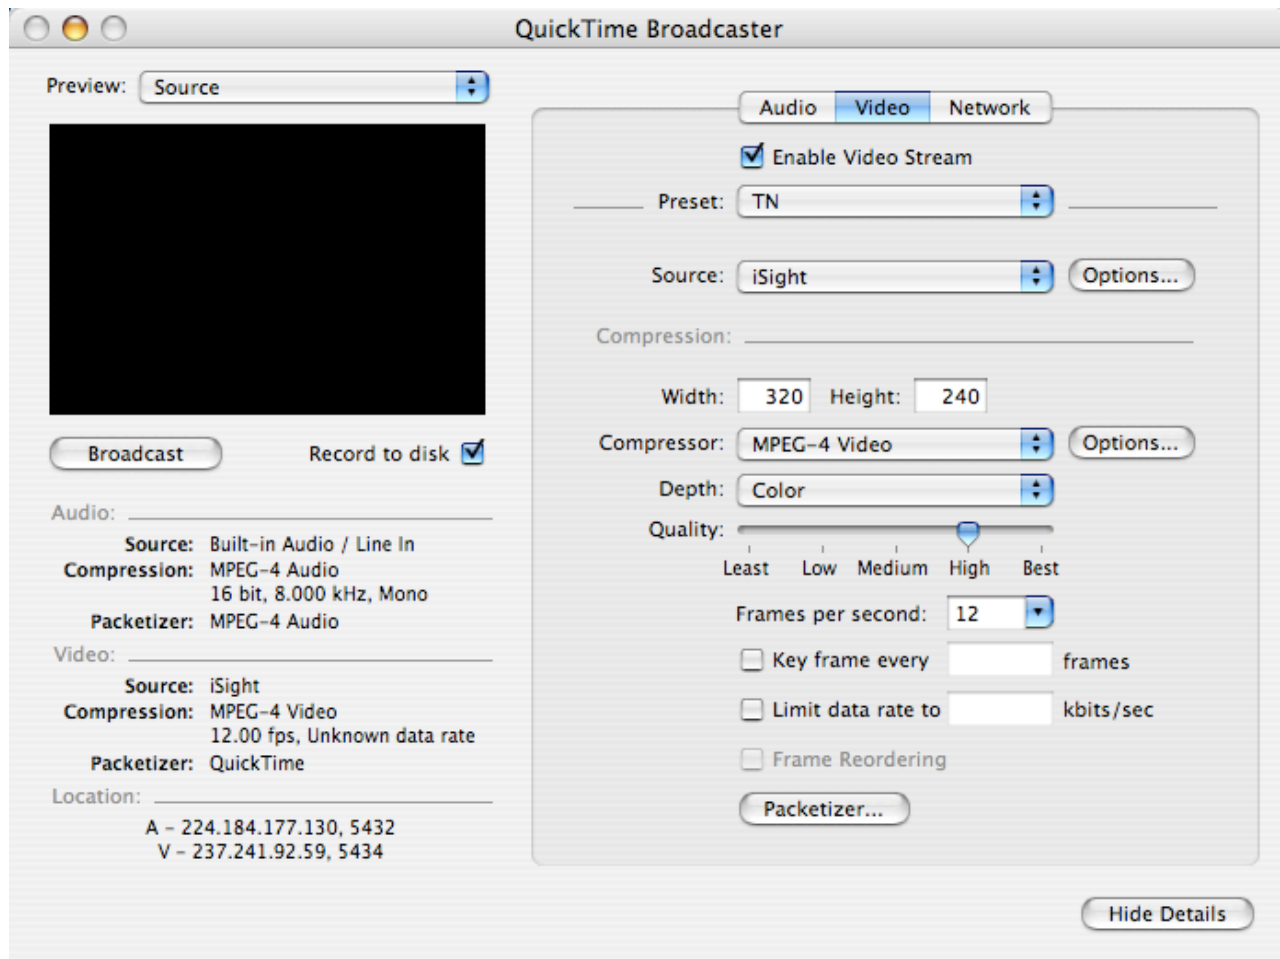 QuickTime Broadcaster
Preview: Source
Broadcast
Record to disk
Audio:
Source: Built-in Audio / Line In
Compression: MPEG-4 Audio
16 bit, 8.000 kHz, Mono
Packetizer: MPEG-4 Audio
Video:
Source: iSight
Compression: MPEG-4 Video
12.00 fps, Unknown data rate
Packetizer: QuickTime
Location:
A - 224.184.177.130, 5432
V - 237.241.92.59, 5434
Audio Video Network
Enable Video Stream
Preset: TN
Source: iSight Options...
Compression:
Width: 320 Height: 240
Compressor: MPEG-4 Video Options...
Depth: Color
Quality:
Least Low Medium High Best
Frames per second: 12
Key frame every frames
Limit data rate to kbits/sec
Frame Reordering
Packetizer...
Hide Details